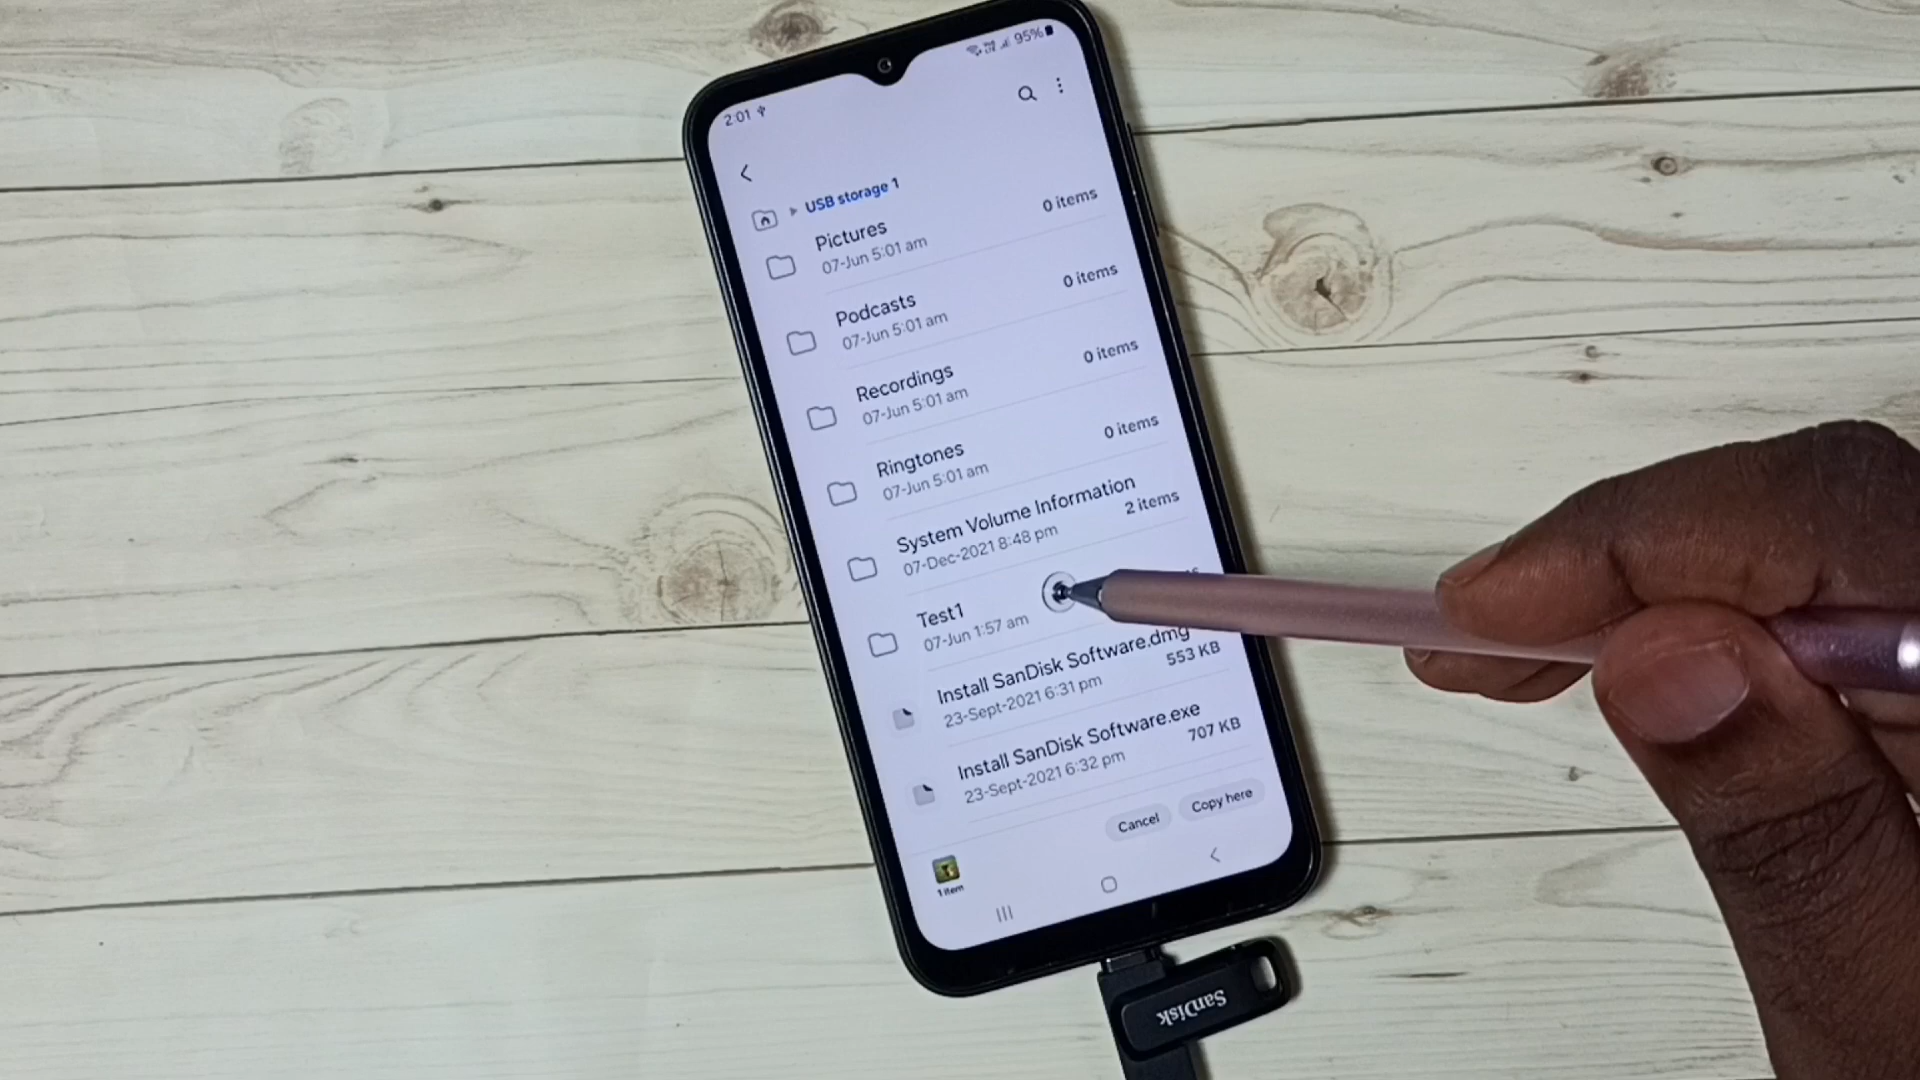 2:01
95%
USB storage 1
Pictures
07-Jun 5:01 am
0 items
Podcasts
07-Jun 5:01 am
0 items
Recordings
07-Jun 5:01 am
0 items
Ringtones
07-Jun 5:01 am
0 items
System Volume Information
07-Dec-2021 8:48 pm
2 items
Test1
07-Jun 1:57 am
Install SanDisk Software.dmg
23-Sept-2021 6:31 pm
553 KB
Install SanDisk Software.exe
23-Sept-2021 6:32 pm
707 KB
Cancel
Copy here
1 item
SanDisk